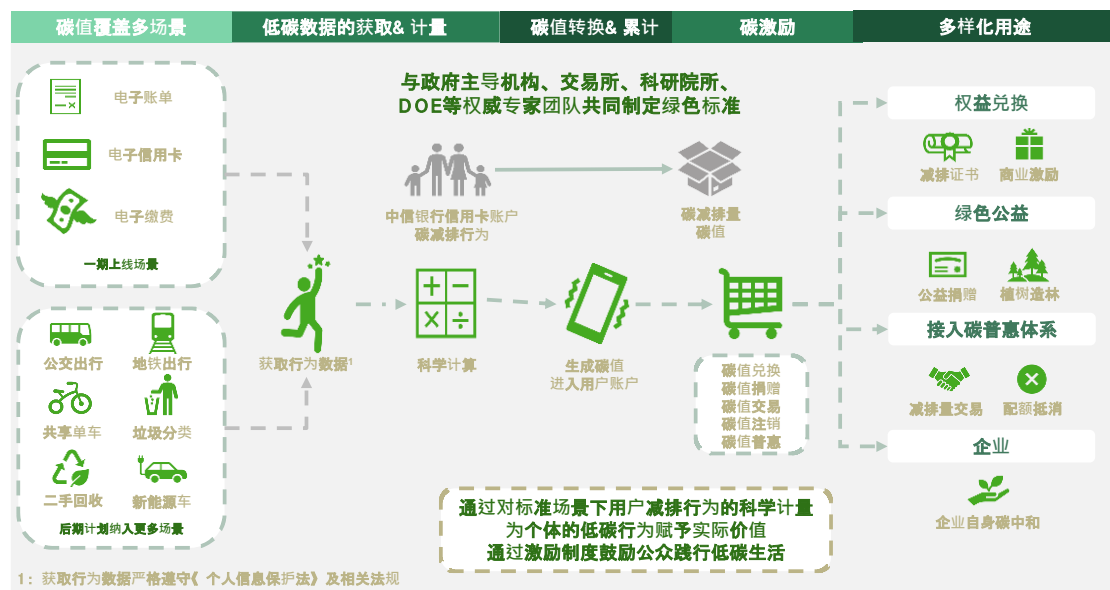 碳值覆盖多场景
低碳数据的获取& 计量
碳值转换& 累计
碳激励
多样化用途
电子账单
电子信用卡
电子缴费
一期上线场景
公交出行
地铁出行
共享单车
垃圾分类
二手回收
新能源车
后期计划纳入更多场景
与政府主导机构、交易所、科研院所、
DOE等权威专家团队共同制定绿色标准
中信银行信用卡账户
碳减排行为
碳减排量
碳值
获取行为数据1
科学计算
生成碳值
进入用户账户
碳值兑换
碳值捐赠
碳值交易
碳值注销
碳值普惠
权益兑换
减排证书
商业激励
绿色公益
公益捐赠
植树造林
接入碳普惠体系
减排量交易
配额抵消
企业
企业自身碳中和
通过对标准场景下用户减排行为的科学计量
为个体的低碳行为赋予实际价值
通过激励制度鼓励公众践行低碳生活
1：获取行为数据严格遵守《个人信息保护法》及相关法规